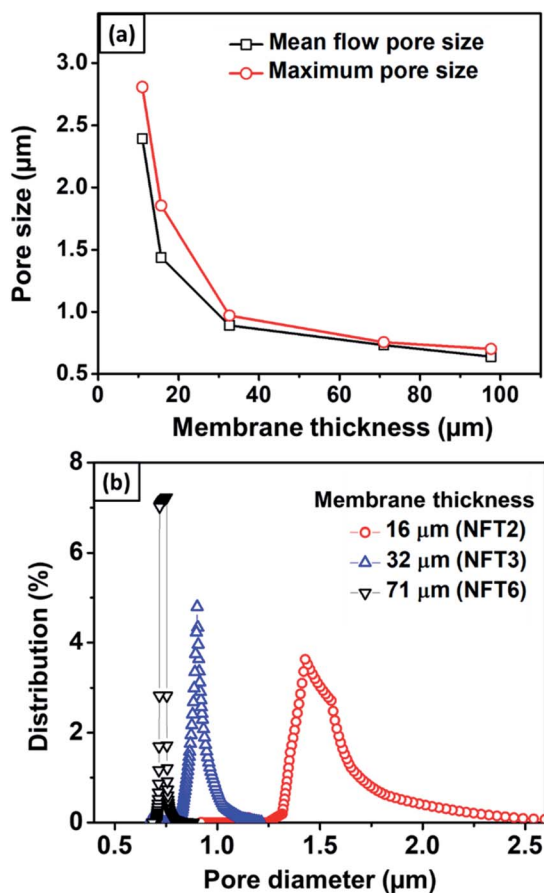 (a)
Mean flow pore size
Maximum pore size
3.0
2.5
2.0
1.5
1.0
0.5
Pore size (µm)
0 20 40 60 80 100
Membrane thickness (µm)
(b)
8
6
4
2
0
Distribution (%)
Membrane thickness
16 µm (NFT2)
32 µm (NFT3)
71 µm (NFT6)
0.5 1.0 1.5 2.0 2.5
Pore diameter (µm)